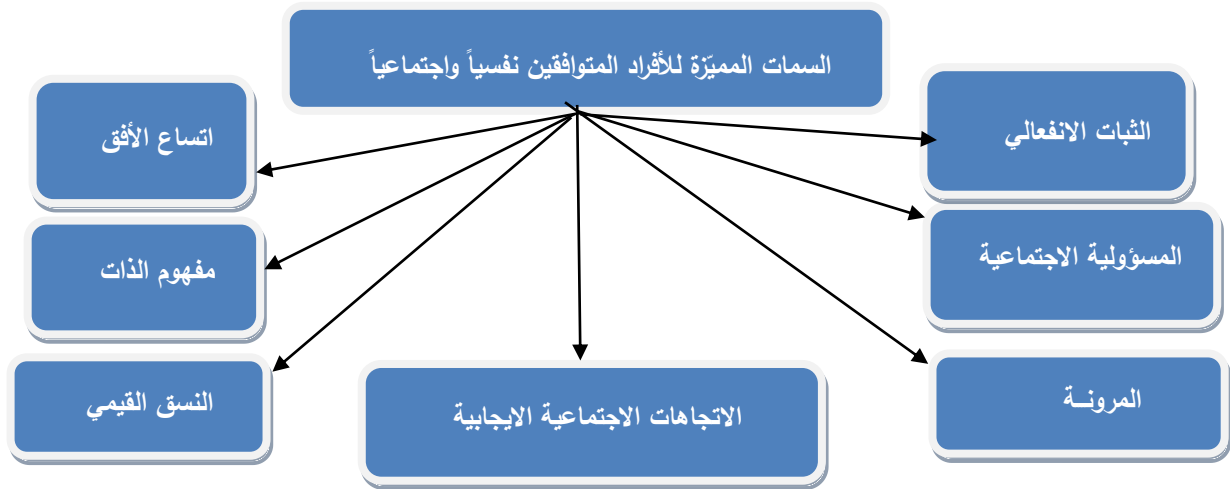 السمات المميّزة للأفراد المتوافقين نفسياً واجتماعياً
الثبات الانفعالي
اتساع الأفق
المسؤولية الاجتماعية
مفهوم الذات
المرونــة
النسق القيمي
الاتجاهات الاجتماعية الايجابية